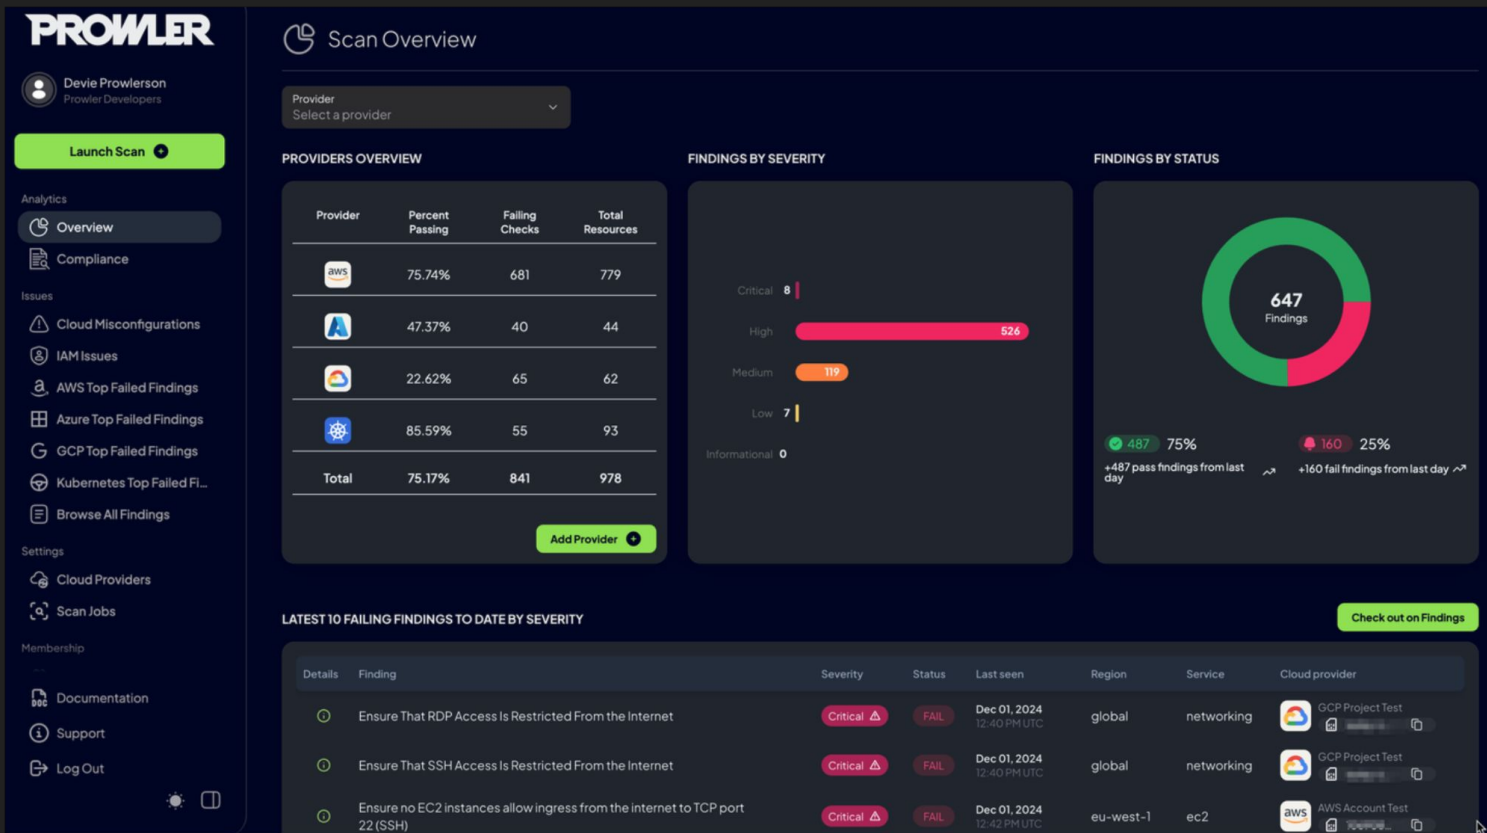 PROWLER
Devie Prowlerson
Prowler Developers
Launch Scan
Analytics
Overview
Compliance
Issues
Cloud Misconfigurations
IAM Issues
AWS Top Failed Findings
Azure Top Failed Findings
GCP Top Failed Findings
Kubernetes Top Failed Fi...
Browse All Findings
Settings
Cloud Providers
Scan Jobs
Membership
Documentation
Support
Log Out
Scan Overview
Provider
Select a provider
PROVIDERS OVERVIEW
Provider Percent Passing Failing Checks Total Resources
aws 75.74% 681 779
47.37% 40 44
22.62% 65 62
85.59% 55 93
Total 75.17% 841 978
Add Provider
FINDINGS BY SEVERITY
Critical 8
High 526
Medium 119
Low 7
Informational 0
FINDINGS BY STATUS
647
Findings
487 75%
+487 pass findings from last
day
160 25%
+160 fail findings from last day
LATEST 10 FAILING FINDINGS TO DATE BY SEVERITY
Check out on Findings
Details Finding Severity Status Last seen Region Service Cloud provider
Ensure That RDP Access Is Restricted From the Internet Critical FAIL Dec 01, 2024 global networking GCP Project Test
12:40 PM UTC
Ensure That SSH Access Is Restricted From the Internet Critical FAIL Dec 01, 2024 global networking GCP Project Test
12:40 PM UTC
Ensure no EC2 instances allow ingress from the internet to TCP port
22 (SSH) Critical FAIL Dec 01, 2024 eu-west-1 ec2 aws AWS Account Test
12:42 PM UTC